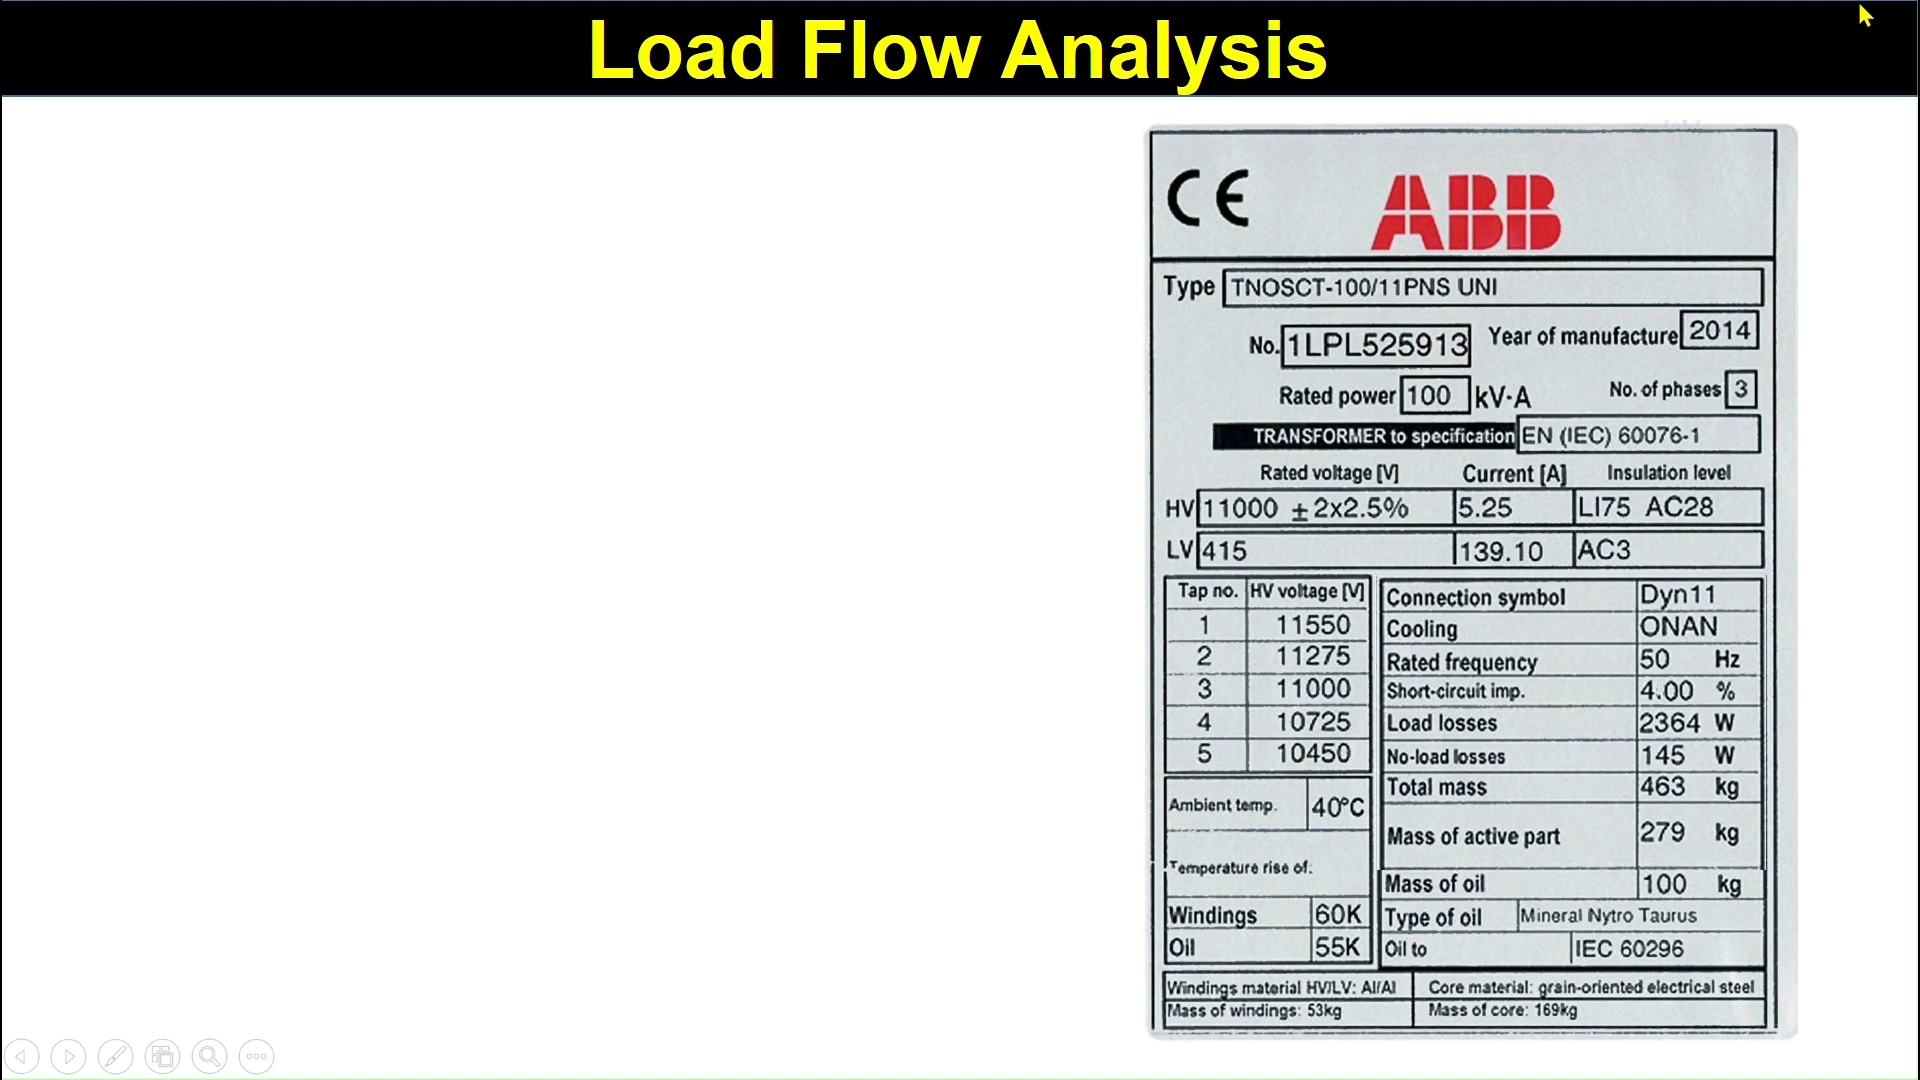 Load Flow Analysis
CE ABB
Type TNOSCT-100/11PNS UNI
No. 1LPL525913 Year of manufacture 2014
Rated power 100 kV·A No. of phases 3
TRANSFORMER to specification EN (IEC) 60076-1
Rated voltage [V] Current [A] Insulation level
HV 11000 ±2x2.5% 5.25 LI75 AC28
LV 415 139.10 AC3
Tap no. HV voltage [V]
1 11550
2 11275
3 11000
4 10725
5 10450
Ambient temp. 40°C
Temperature rise of:
Windings 60K
Oil 55K
Connection symbol Dyn11
Cooling ONAN
Rated frequency 50 Hz
Short-circuit imp. 4.00 %
Load losses 2364 W
No-load losses 145 W
Total mass 463 kg
Mass of active part 279 kg
Mass of oil 100 kg
Type of oil Mineral Nytro Taurus
Oil to IEC 60296
Windings material HV/LV: Al/Al Core material: grain-oriented electrical steel
Mass of windings: 53kg Mass of core: 169kg